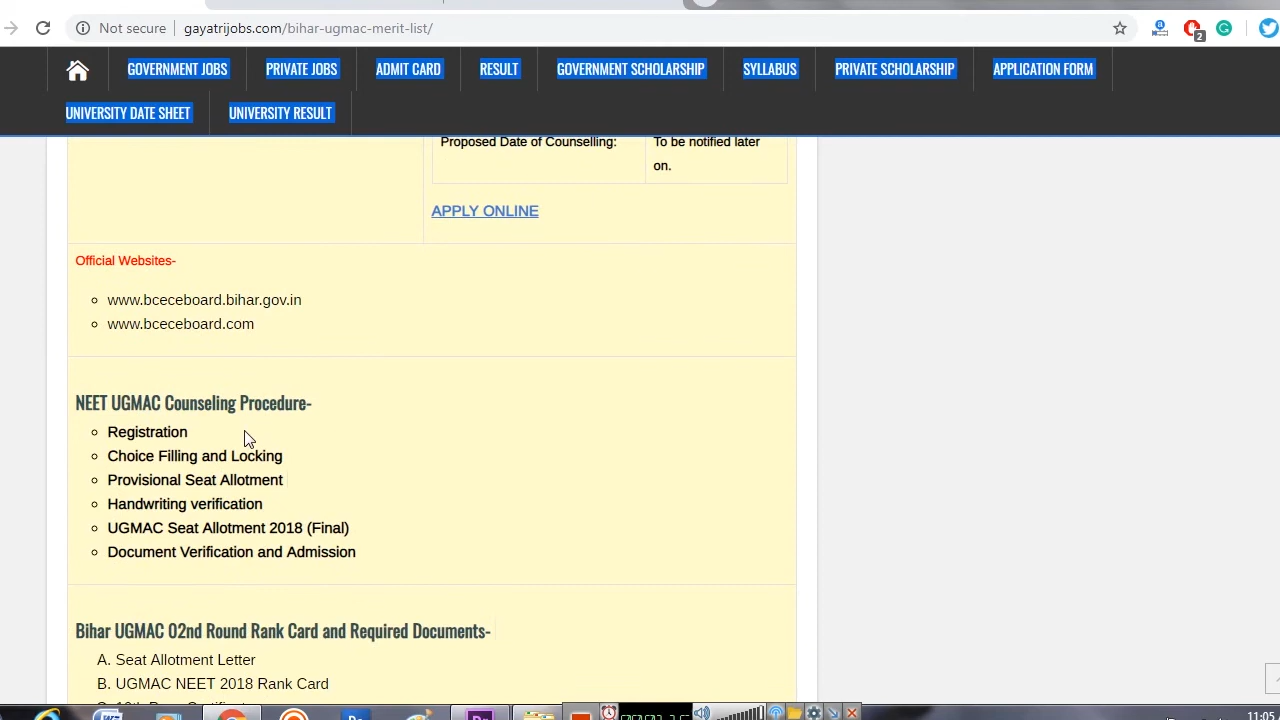 Not secure gayatrijobs.com/bihar-ugmac-merit-list/
2
GOVERNMENT JOBS PRIVATE JOBS ADMIT CARD RESULT GOVERNMENT SCHOLARSHIP SYLLABUS PRIVATE SCHOLARSHIP APPLICATION FORM
UNIVERSITY DATE SHEET UNIVERSITY RESULT
Proposed Date of Counselling: To be notified later
on.
APPLY ONLINE
Official Websites-
www.bceceboard.bihar.gov.in
www.bceceboard.com
NEET UGMAC Counseling Procedure-
Registration
Choice Filling and Locking
Provisional Seat Allotment
Handwriting verification
UGMAC Seat Allotment 2018 (Final)
Document Verification and Admission
Bihar UGMAC 02nd Round Rank Card and Required Documents-
A. Seat Allotment Letter
B. UGMAC NEET 2018 Rank Card
11:05